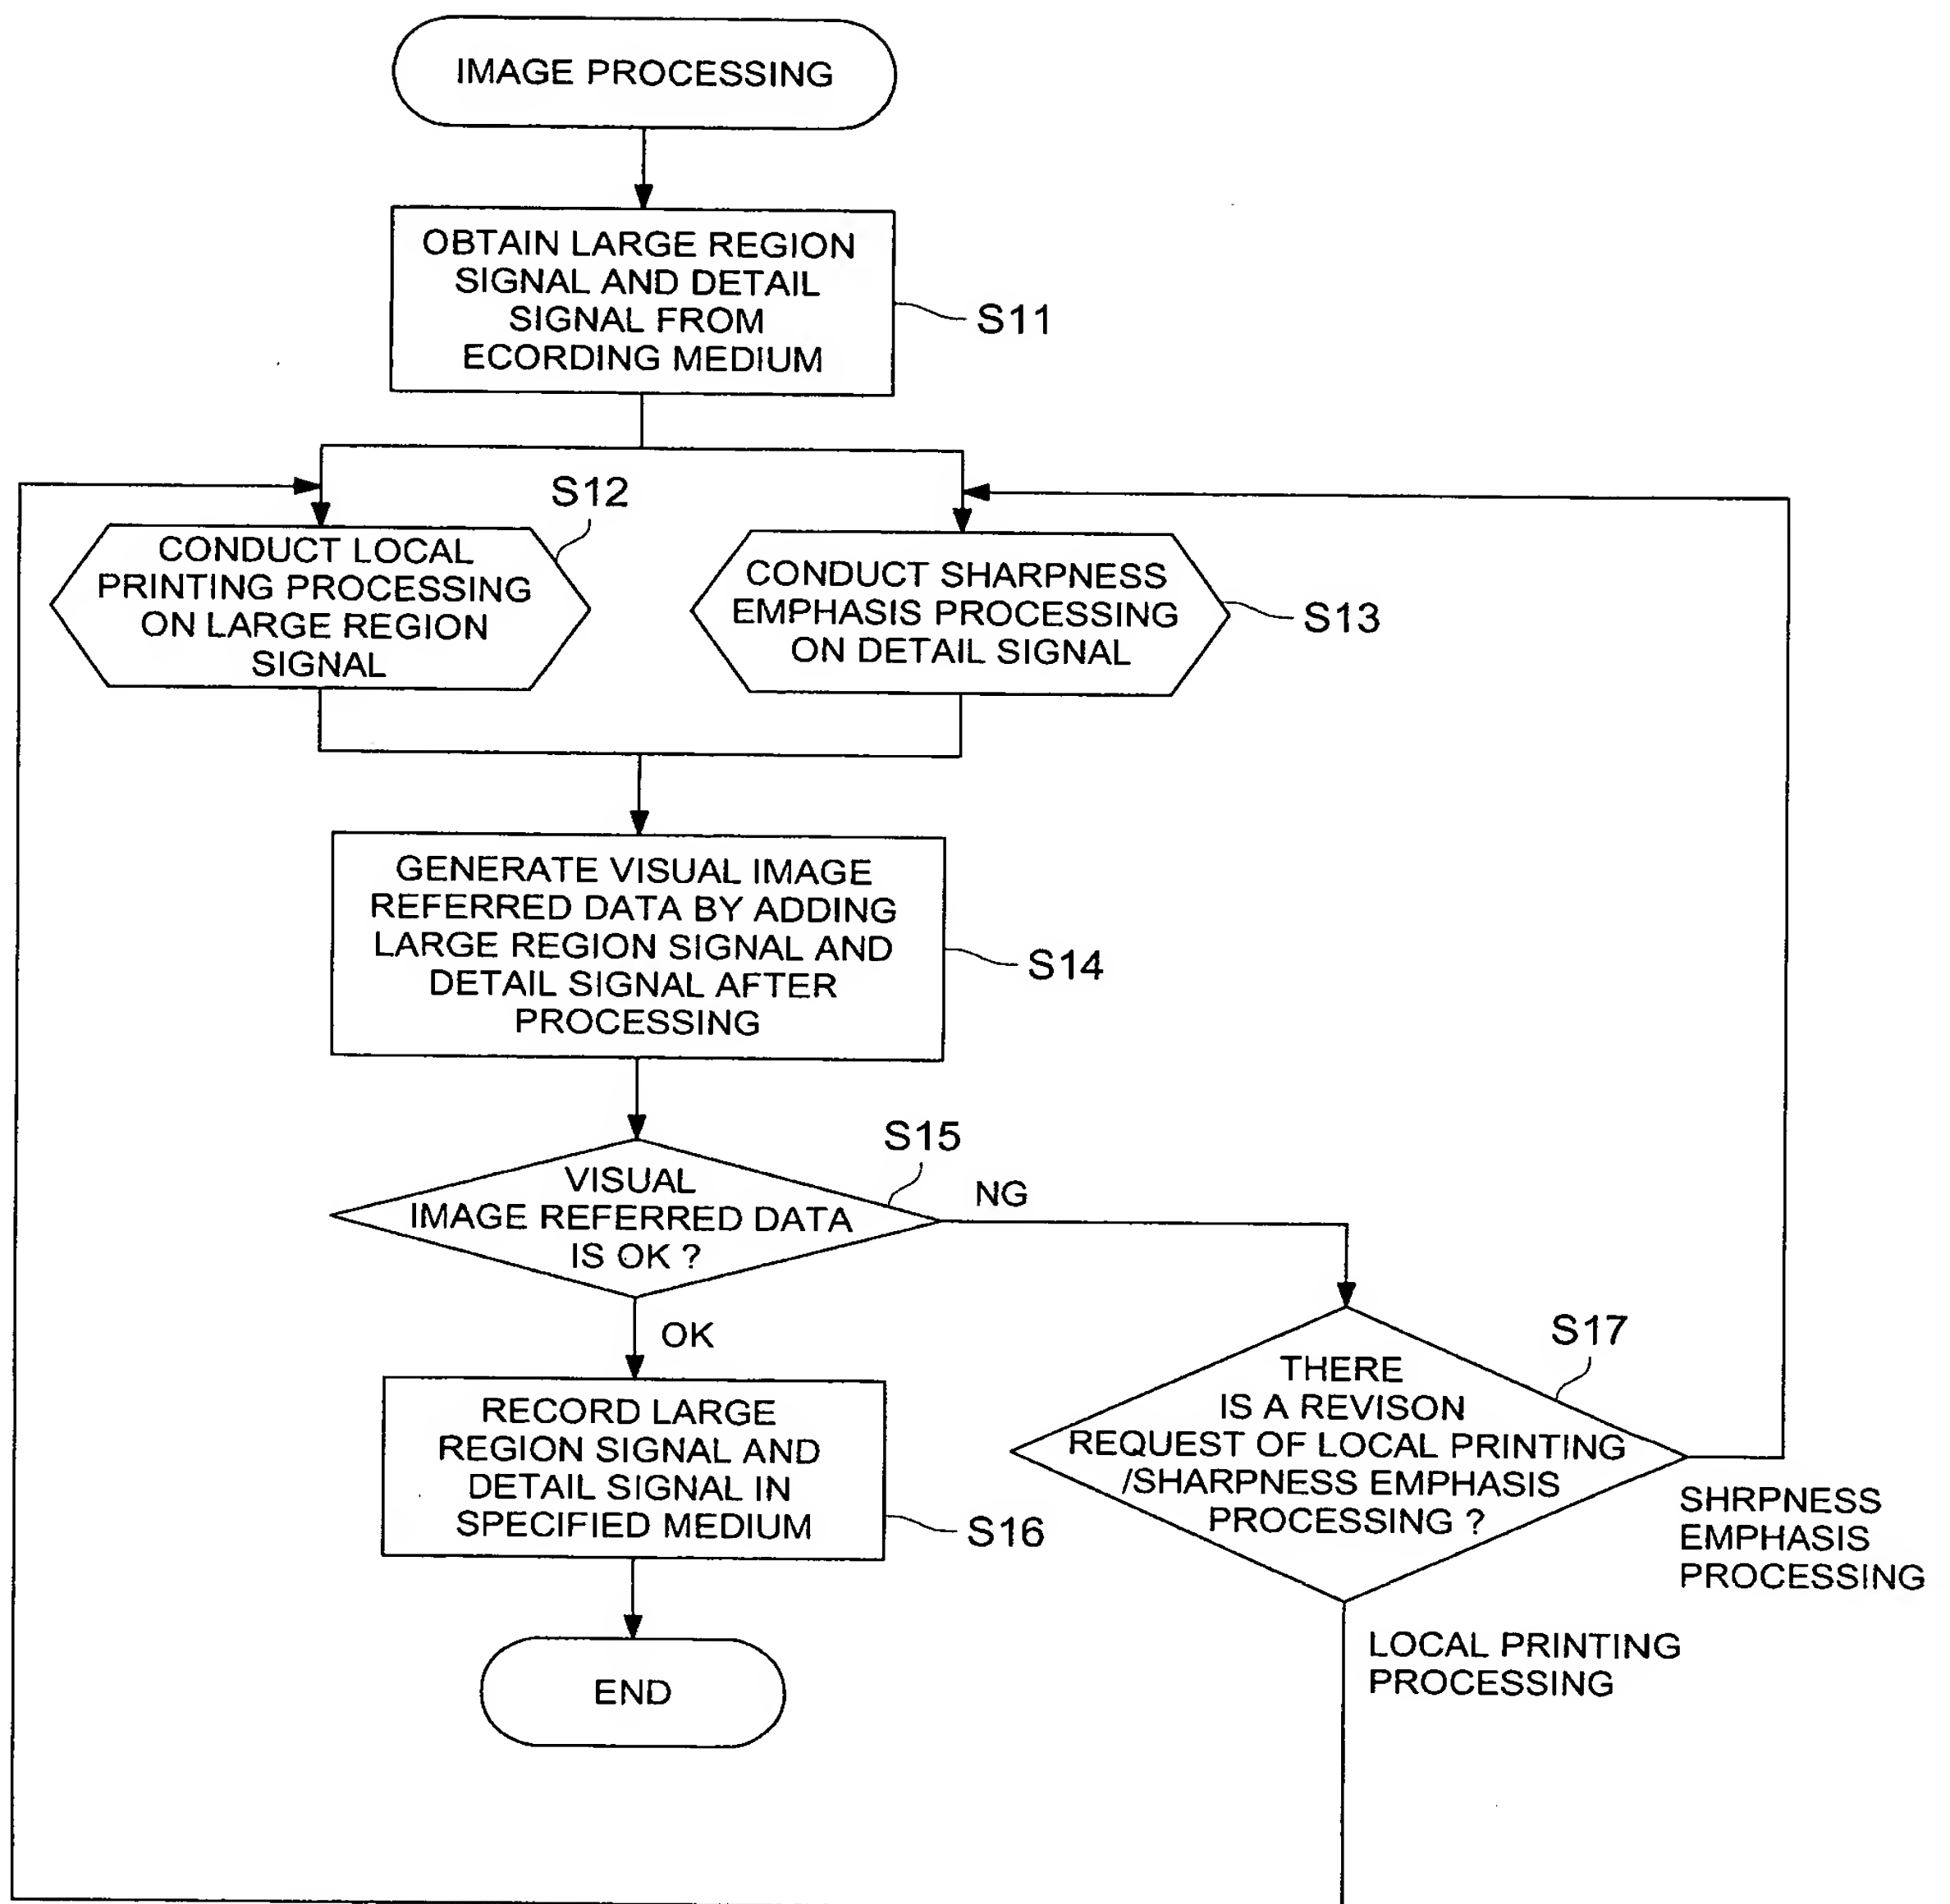 IMAGE PROCESSING
OBTAIN LARGE REGION
SIGNAL AND DETAIL
SIGNAL FROM
ECORDING MEDIUM
S11
S12
CONDUCT LOCAL
PRINTING PROCESSING
ON LARGE REGION
SIGNAL
CONDUCT SHARPNESS
EMPHASIS PROCESSING
ON DETAIL SIGNAL
S13
GENERATE VISUAL IMAGE
REFERRED DATA BY ADDING
LARGE REGION SIGNAL AND
DETAIL SIGNAL AFTER
PROCESSING
S14
S15
VISUAL
IMAGE REFERRED DATA
IS OK ?
NG
OK
RECORD LARGE
REGION SIGNAL AND
DETAIL SIGNAL IN
SPECIFIED MEDIUM
S16
END
S17
THERE
IS A REVISON
REQUEST OF LOCAL PRINTING
/SHARPNESS EMPHASIS
PROCESSING ?
SHRPNESS
EMPHASIS
PROCESSING
LOCAL PRINTING
PROCESSING